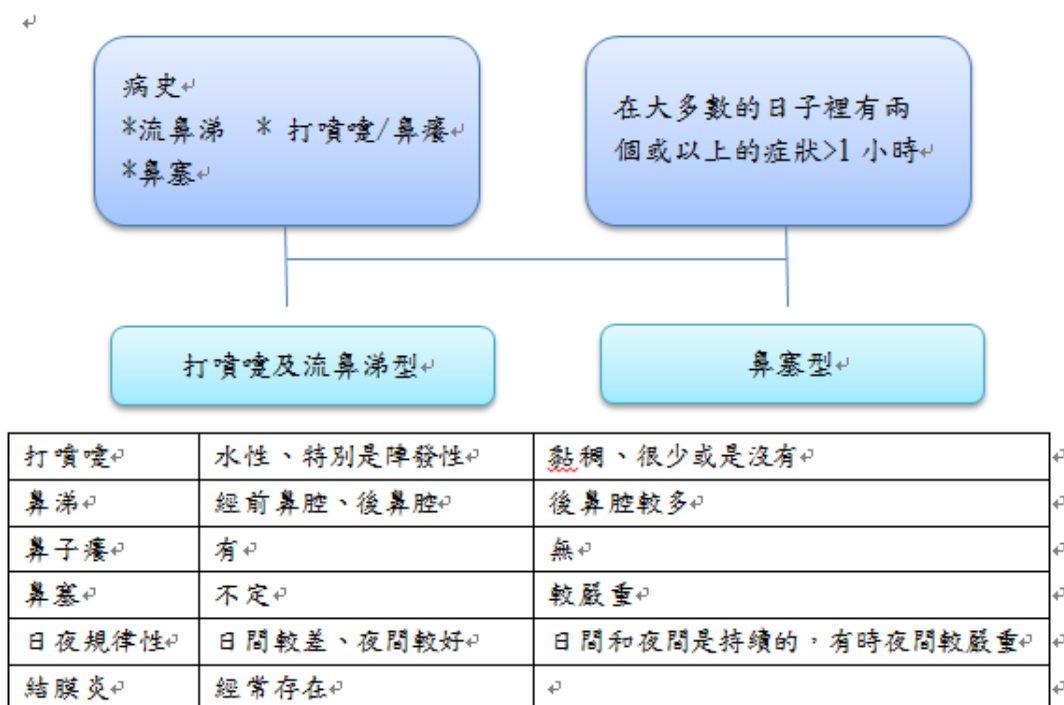 病史
*流鼻涕 * 打噴嚏/鼻癢
*鼻塞
在大多數的日子裡有兩
個或以上的症狀>1 小時
打噴嚏及流鼻涕型
鼻塞型
打噴嚏 水性、特別是陣發性 黏稠、很少或是沒有
鼻涕 經前鼻腔、後鼻腔 後鼻腔較多
鼻子癢 有 無
鼻塞 不定 較嚴重
日夜規律性 日間較差、夜間較好 日間和夜間是持續的，有時夜間較嚴重
結膜炎 經常存在